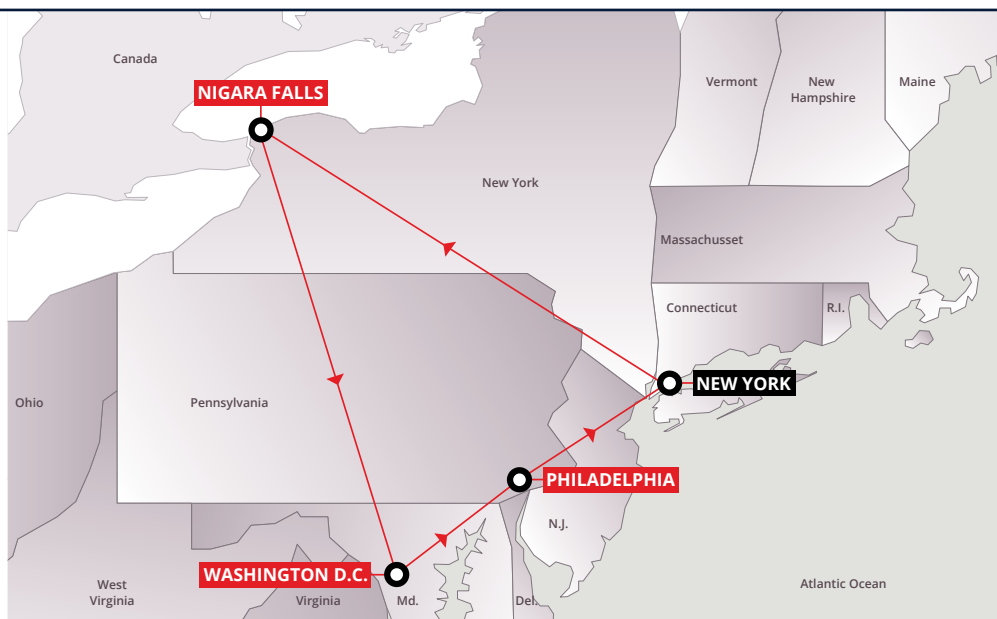 Canada
NIGARA FALLS
Vermont
New
Hampshire
Maine
New York
Massachusset
Connecticut
R.I.
NEW YORK
Ohio
Pennsylvania
PHILADELPHIA
N.J.
WASHINGTON D.C.
West
Virginia
Virginia
Md.
Del.
Atlantic Ocean